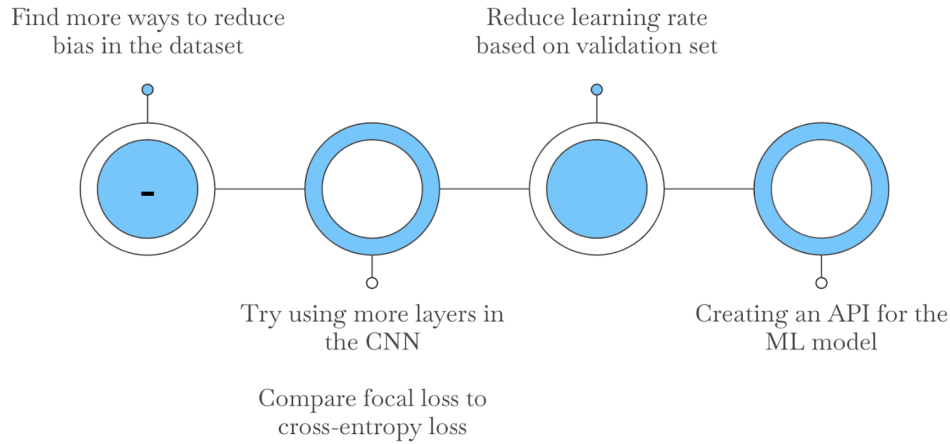 Find more ways to reduce
bias in the dataset
-
Try using more layers in
the CNN
Compare focal loss to
cross-entropy loss
Reduce learning rate
based on validation set
Creating an API for the
ML model